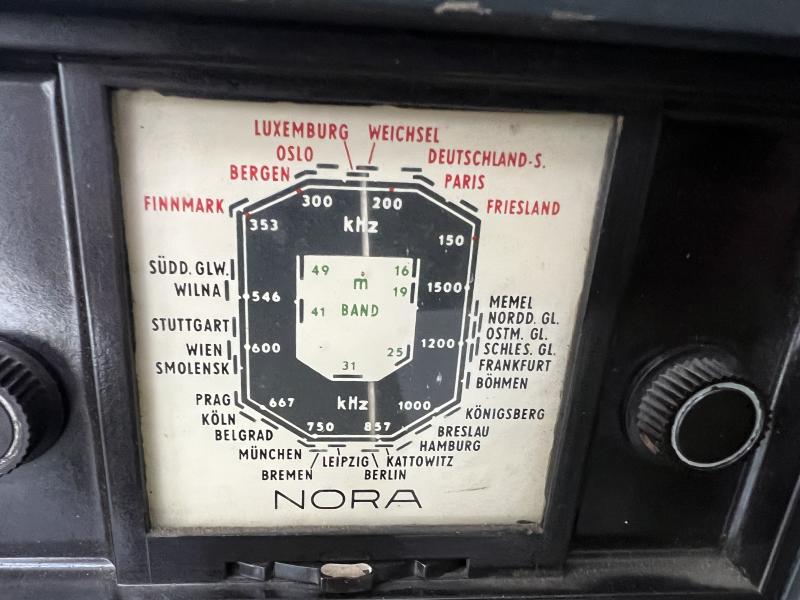 LUXEMBURG WEICHSEL
OSLO DEUTSCHLAND-S.
BERGEN PARIS
FINNMARK FRIESLAND
300 200
353 kHz 150
SÜDD. GLW. 49 16
WILNA 546 m 19 1500 MEMEL
NORDD. GL.
STUTTGART 41 BAND OSTM. GL.
WIEN 600 31 25 1200 SCHLES. GL.
SMOLENSK FRANKFURT
BÖHMEN
PRAG 667 kHz 1000 KÖNIGSBERG
KÖLN 750 857 BRESLAU
BELGRAD HAMBURG
MÜNCHEN LEIPZIG KATTOWITZ
BREMEN BERLIN
NORA